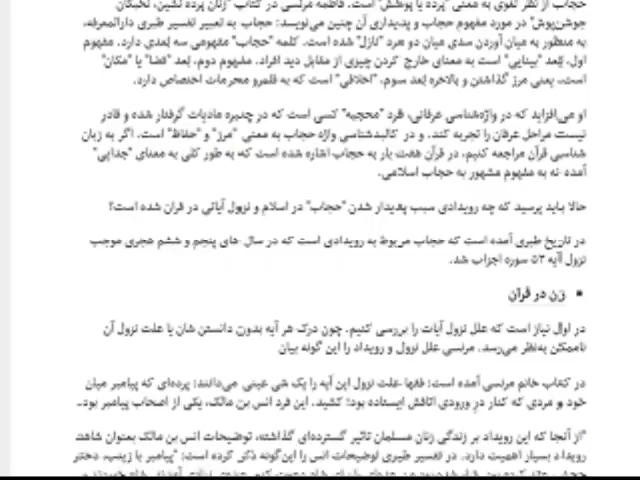 حجاب از نظر لغوی به معنی "پرده یا پوشش" است. فاطمه مرنسی در کتاب "زنان پرده نشین، نخبگان
جوشن‌پوش" در مورد مفهوم حجاب و پدیداری آن چنین می‌نویسد: حجاب به تعبیر تفسیر طبری دارالمعرفه،
به منظور به میان آوردن سدی میان دو مرد "نازل" شده است. کلمه "حجاب" مفهومی سه بُعدی دارد. مفهوم
اول، بُعد "بینایی" است به معنای خارج کردن چیزی از مقابل دید افراد. مفهوم دوم، بُعد "فضا" یا "مکان"
است، یعنی مرز گذاشتن و بالاخره بُعد سوم، "اخلاقی" است که به قلمرو محرمات اختصاص دارد.
او می‌افزاید که در واژه‌شناسی عرفانی، فرد "محجبه" کسی است که در چنبره مادیات گرفتار شده و قادر
نیست مراحل عرفان را تجربه کند. و در کالبدشناسی واژه حجاب به معنی "مرز" و "حفاظ" است. اگر به زبان
شناسی قرآن مراجعه کنیم، در قرآن هفت بار به حجاب اشاره شده است که به طور کلی به معنای "جدایی"
آمده نه به مفهوم مشهور به حجاب اسلامی.
حالا باید پرسید که چه رویدادی سبب پدیدار شدن "حجاب" در اسلام و نزول آیاتی در قران شده است؟
در تاریخ طبری آمده است که حجاب مربوط به رویدادی است که در سال های پنجم و ششم هجری موجب
نزول آیه ۵۳ سوره احزاب شد.
▪ زن در قرآن
در اول نیاز است که علل نزول آیات را بررسی کنیم. چون درک هر آیه بدون دانستن شان یا علت نزول آن
ناممکن به‌نظر می‌رسد. مرنسی علل نزول و رویداد را این گونه بیان
در کتاب خانم مرنسی آمده است: فقها علت نزول این آیه را یک شی عینی می‌دانند: پرده‌ای که پیامبر میان
خود و مردی که کنار در ورودی اتاقش ایستاده بود؛ کشید. این فرد انس بن مالک، یکی از اصحاب پیامبر بود.
"از آنجا که این رویداد بر زندگی زنان مسلمان تاثیر گسترده‌ای گذاشته، توضیحات انس بن مالک بعنوان شاهد
رویداد بسیار اهمیت دارد. در تفسیر طبری توضیحات انس را این‌گونه ذکر کرده است: "پیامبر با زینب، دختر